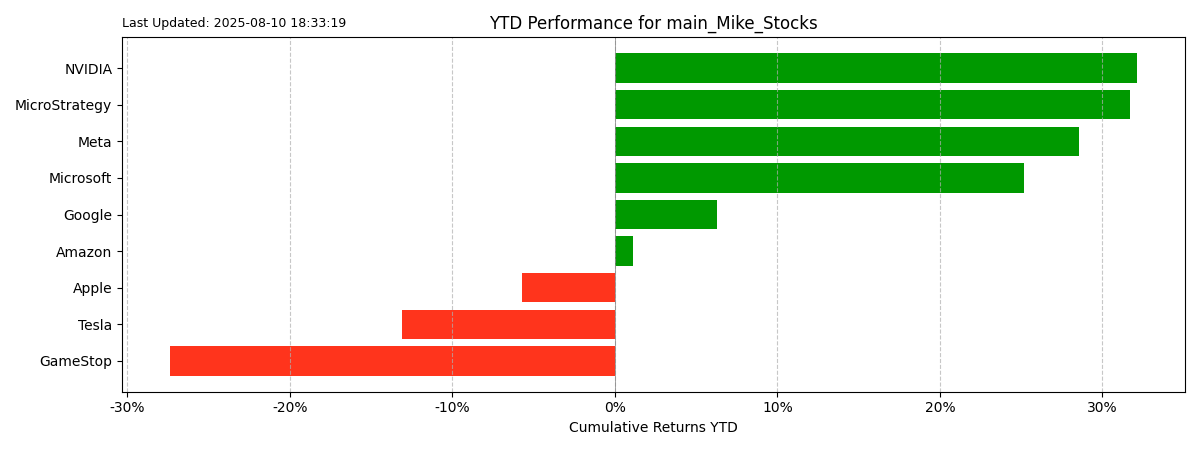 Last Updated: 2025-08-10 18:33:19
YTD Performance for main_Mike_Stocks
NVIDIA
MicroStrategy
Meta
Microsoft
Google
Amazon
Apple
Tesla
GameStop
-30% -20% -10% 0% 10% 20% 30%
Cumulative Returns YTD